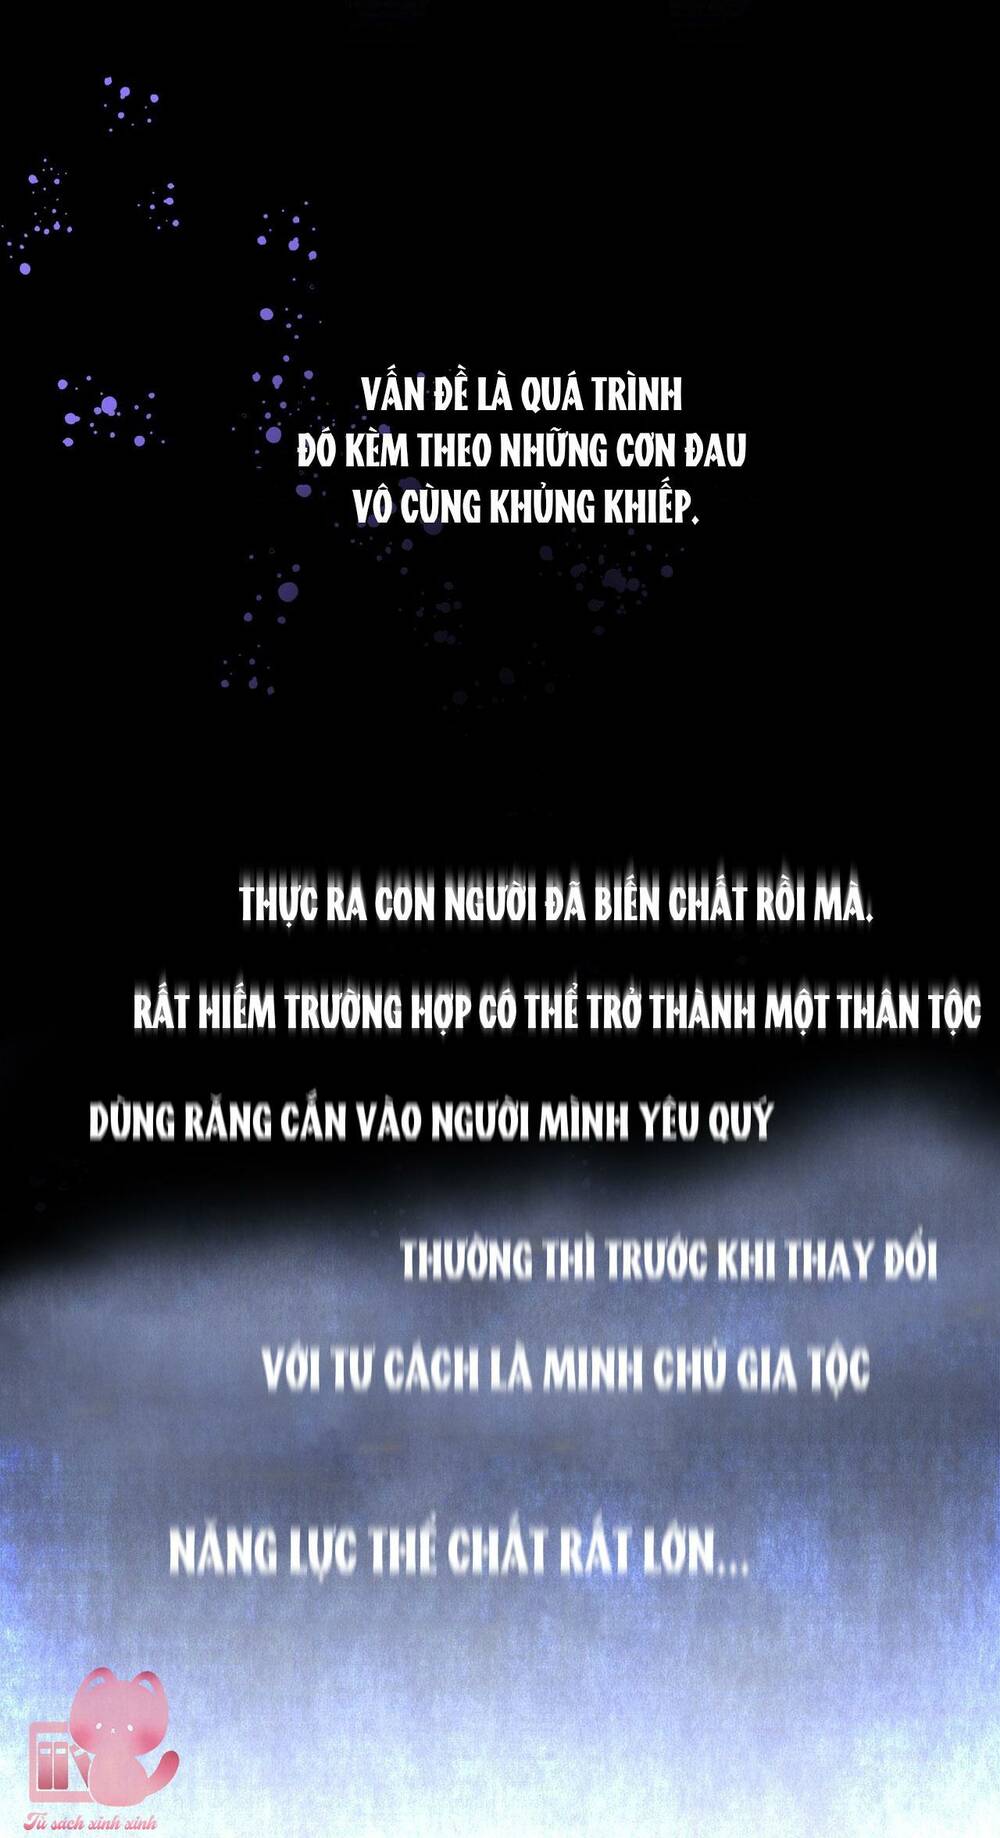 VẤN ĐỀ LÀ QUÁ TRÌNH
ĐÓ KÈM THEO NHỮNG CƠN ĐAU
VÔ CÙNG KHỦNG KHIẾP.
THỰC RA CON NGƯỜI ĐÃ BIẾN CHẤT RỒI MÀ.
RẤT HIẾM TRƯỜNG HỢP CÓ THỂ TRỞ THÀNH MỘT THÂN TỘC
DÙNG RĂNG CẮN VÀO NGƯỜI MÌNH YÊU QUÝ
THƯỜNG THÌ TRƯỚC KHI THAY ĐỔI
VỚI TƯ CÁCH LÀ MINH CHỦ GIA TỘC
NĂNG LỰC THỂ CHẤT RẤT LỚN...
Tủ sách xinh xinh